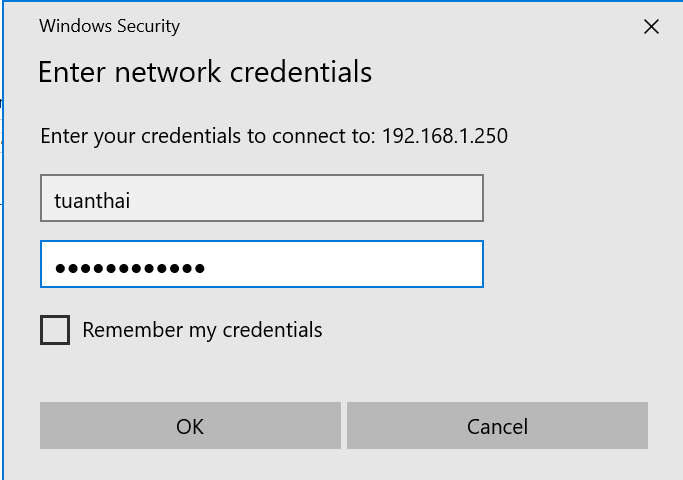 Windows Security
Enter network credentials
Enter your credentials to connect to: 192.168.1.250
tuanthai
●●●●●●●●●●●●
Remember my credentials
OK
Cancel